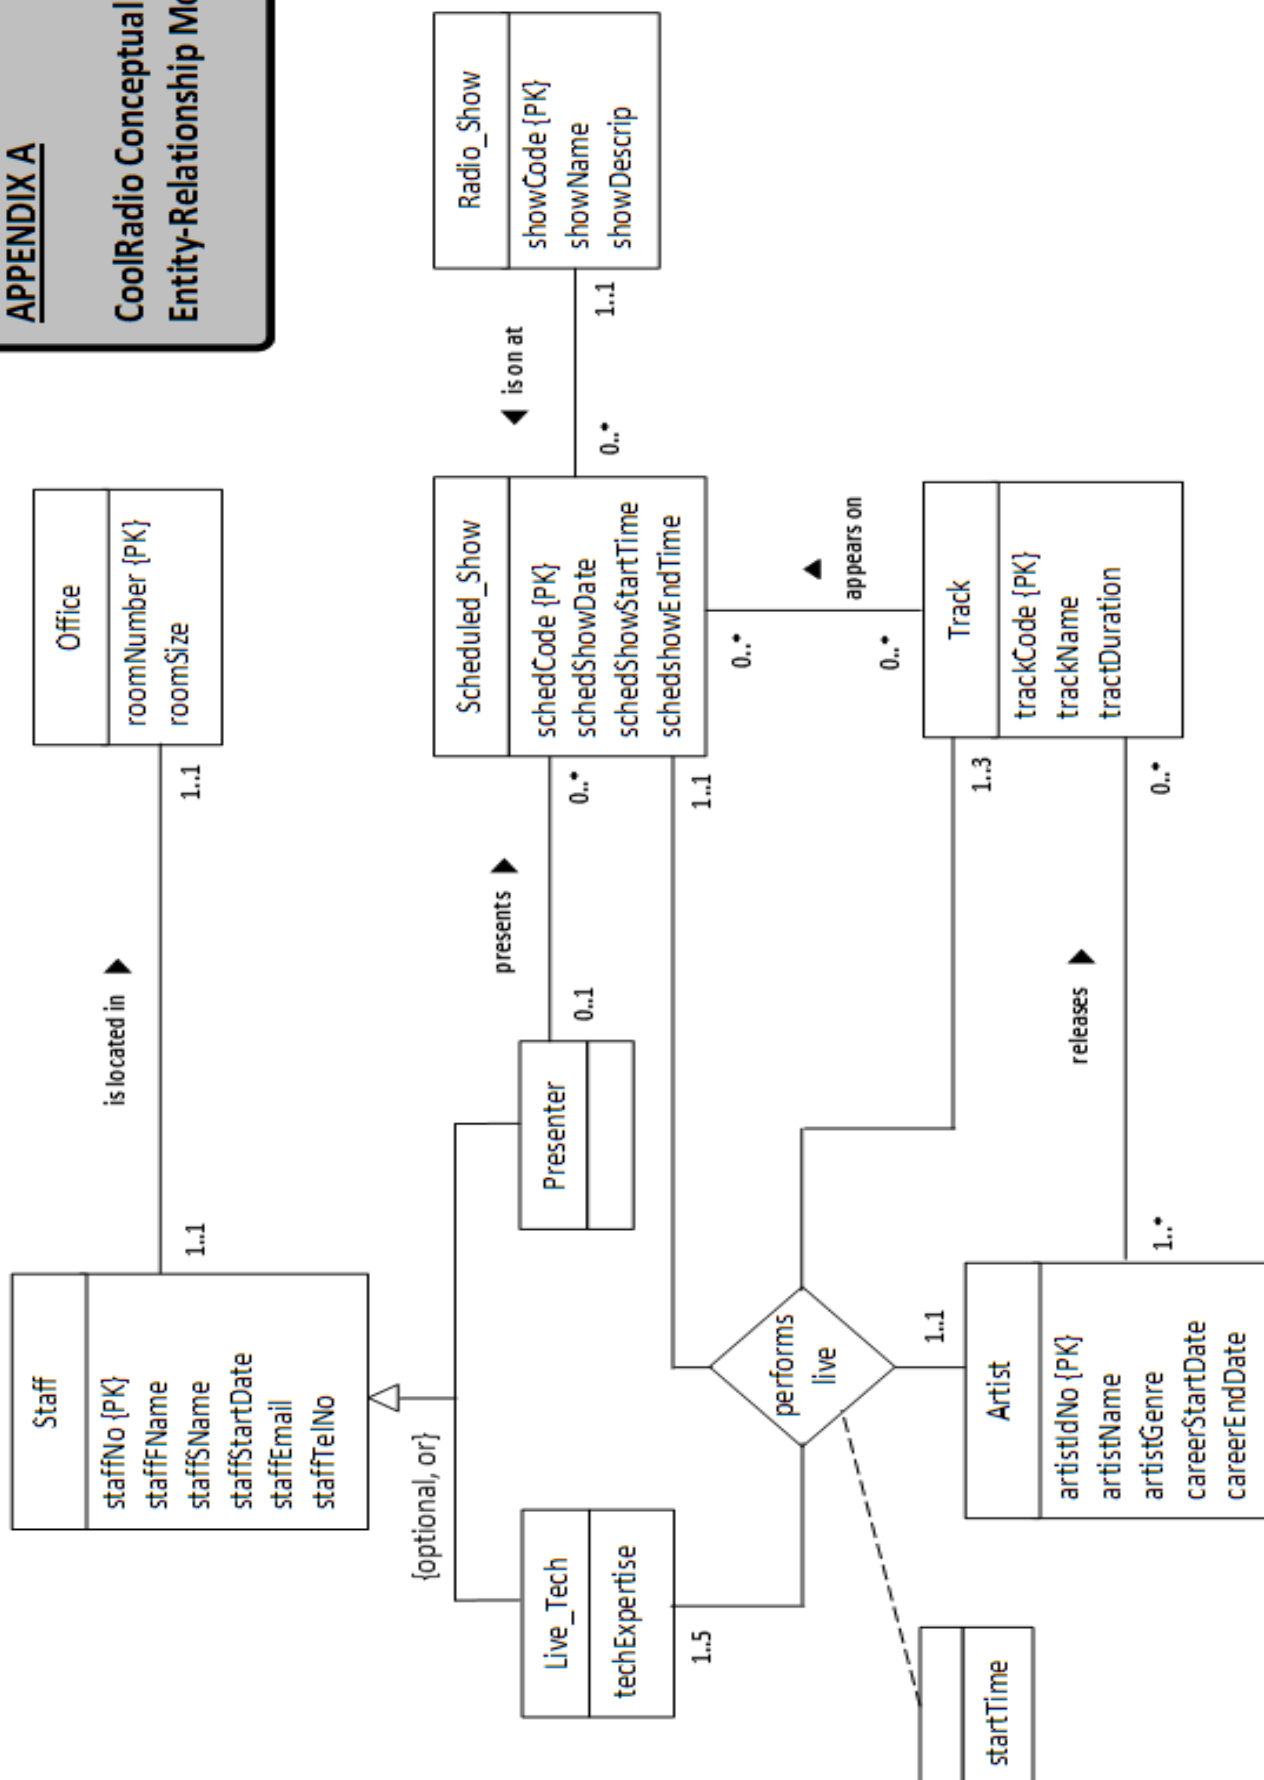 APPENDIX A
CoolRadio Conceptual
Entity-Relationship Mo
Staff
staffNo {PK}
staffFName
staffSName
staffStartDate
staffEmail
staffTelNo
1..1
is located in ▶
1..1
Office
roomNumber {PK}
roomSize
{optional, or}
Live_Tech
techExpertise
1..5
Presenter
0..1
presents ▶
0..*
1..1
Scheduled_Show
schedCode {PK}
schedShowDate
schedShowStartTime
schedshowEndTime
0..*
◀ is on at
1..1
Radio_Show
showCode {PK}
showName
showDescrip
0..*
▲
appears on
0..*
performs
live
startTime
1..1
Artist
artistIdNo {PK}
artistName
artistGenre
careerStartDate
careerEndDate
1..*
releases ▶
0..*
1..3
Track
trackCode {PK}
trackName
tractDuration